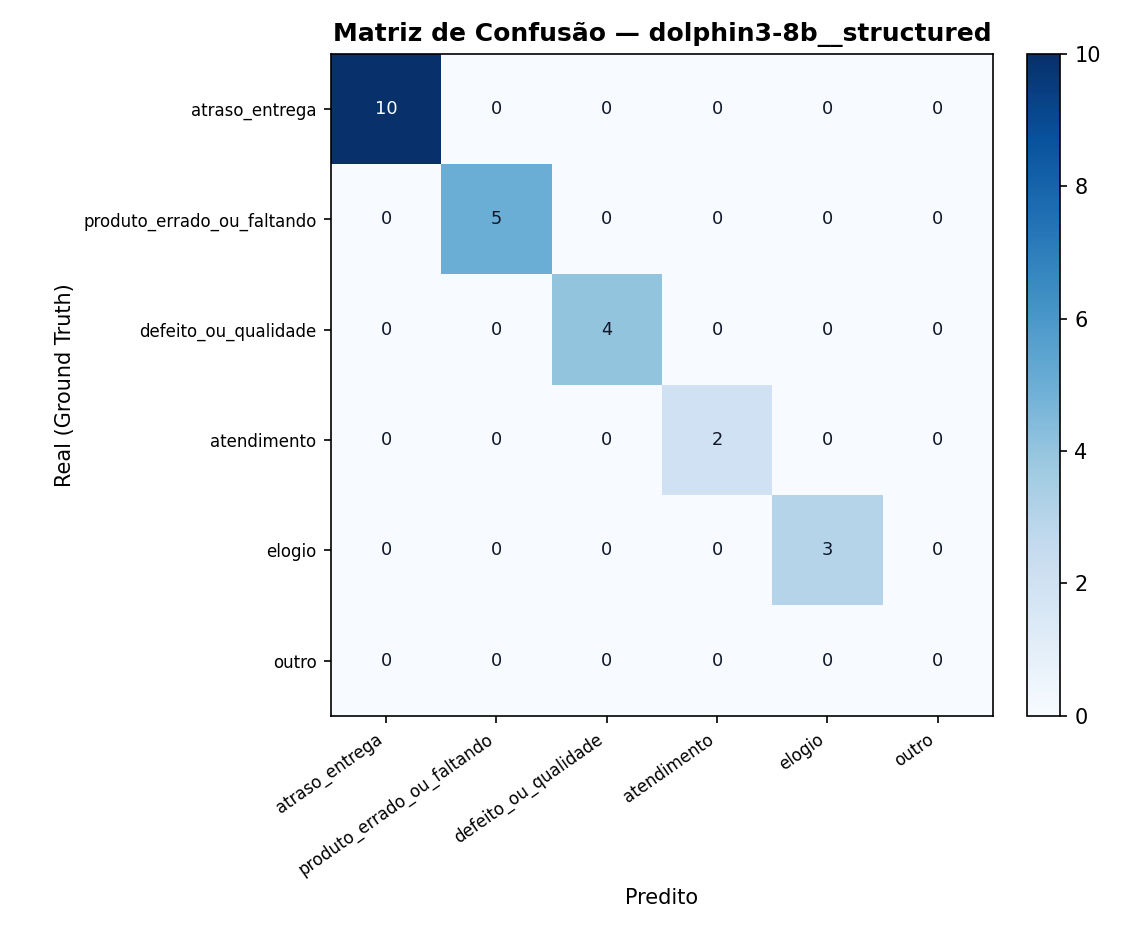 Matriz de Confusão — dolphin3-8b__structured
atraso_entrega
10 0 0 0 0 0
produto_errado_ou_faltando
0 5 0 0 0 0
defeito_ou_qualidade
0 0 4 0 0 0
atendimento
0 0 0 2 0 0
elogio
0 0 0 0 3 0
outro
0 0 0 0 0 0
Real (Ground Truth)
atraso_entrega
produto_errado_ou_faltando
defeito_ou_qualidade
atendimento
elogio
outro
Predito
10
8
6
4
2
0